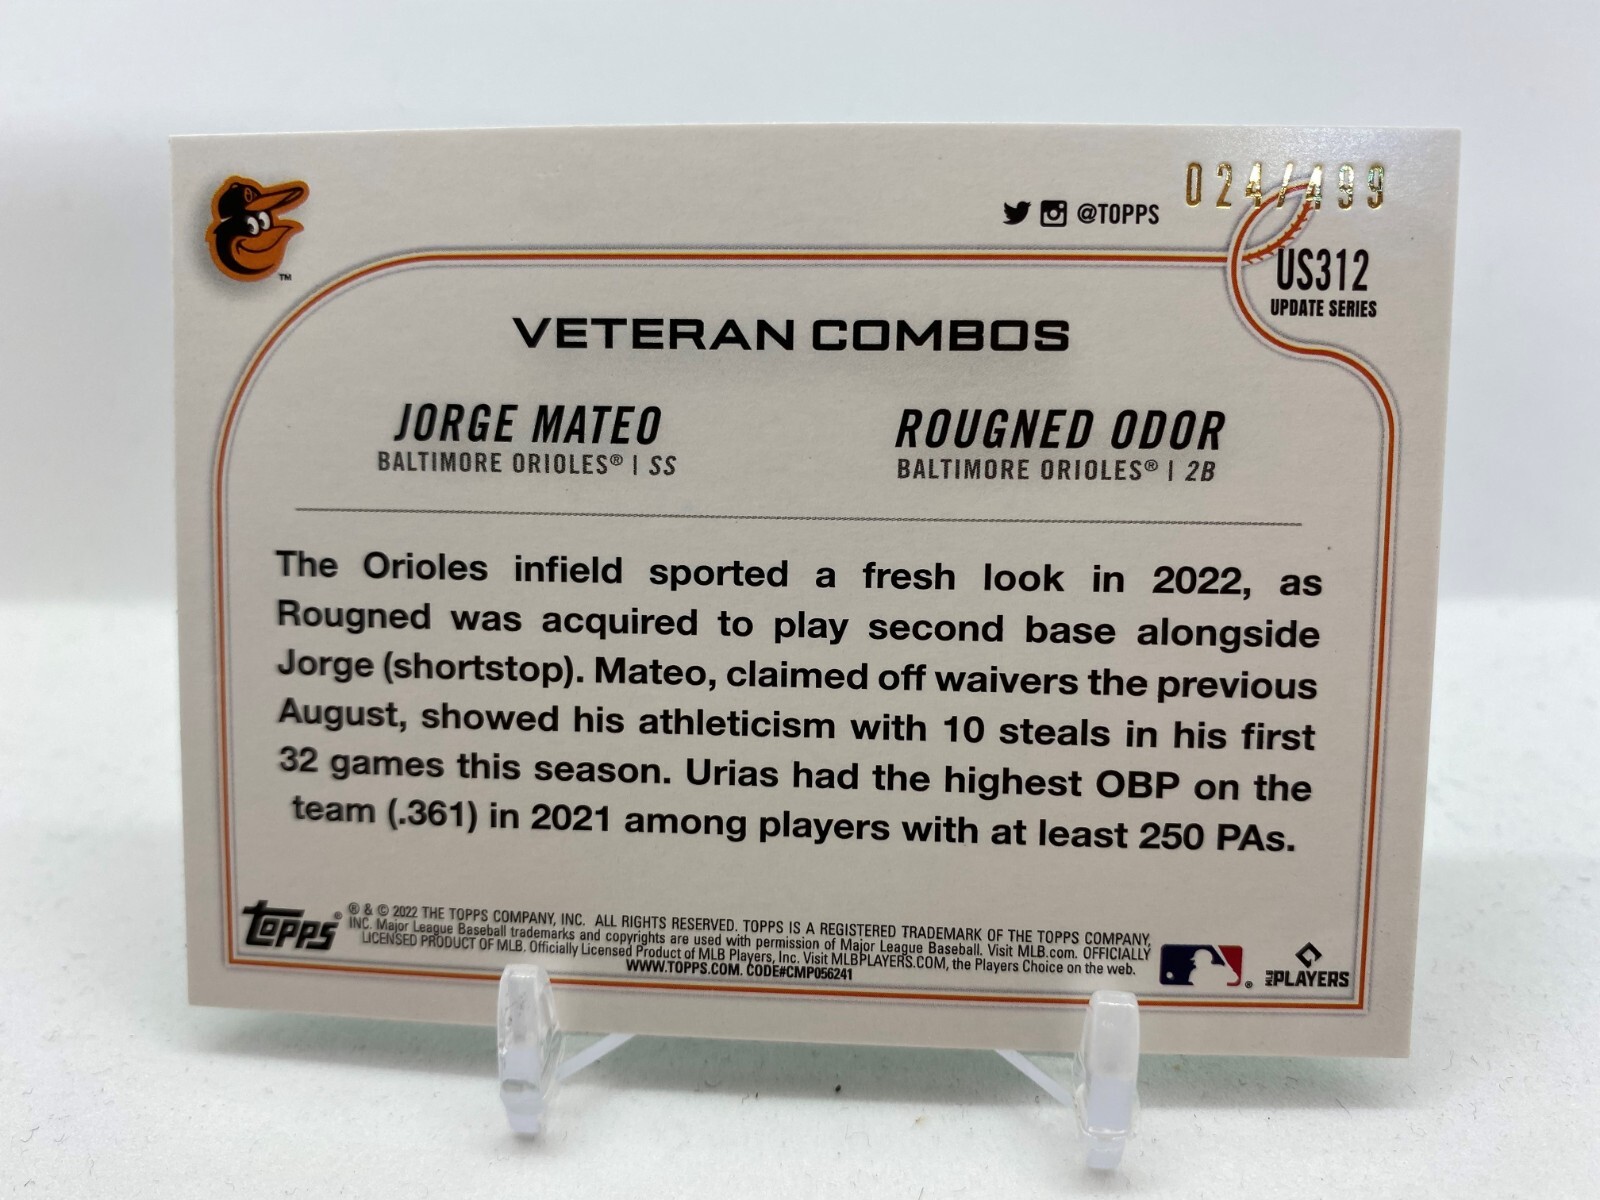 024/499
@TOPPS
US312
UPDATE SERIES
VETERAN COMBOS
JORGE MATEO
BALTIMORE ORIOLES® | SS
ROUGNED ODOR
BALTIMORE ORIOLES® | 2B
The Orioles infield sported a fresh look in 2022, as
Rougned was acquired to play second base alongside
Jorge (shortstop). Mateo, claimed off waivers the previous
August, showed his athleticism with 10 steals in his first
32 games this season. Urias had the highest OBP on the
team (.361) in 2021 among players with at least 250 PAs.
Topps®
® & © 2022 THE TOPPS COMPANY, INC. ALL RIGHTS RESERVED. TOPPS IS A REGISTERED TRADEMARK OF THE TOPPS COMPANY,
INC. Major League Baseball trademarks and copyrights are used with permission of Major League Baseball. Visit MLB.com. OFFICIALLY
LICENSED PRODUCT OF MLB. Officially Licensed Product of MLB Players, Inc. Visit MLBPLAYERS.COM, the Players Choice on the web.
WWW.TOPPS.COM. CODE#CMP056241
MLB PLAYERS
TM